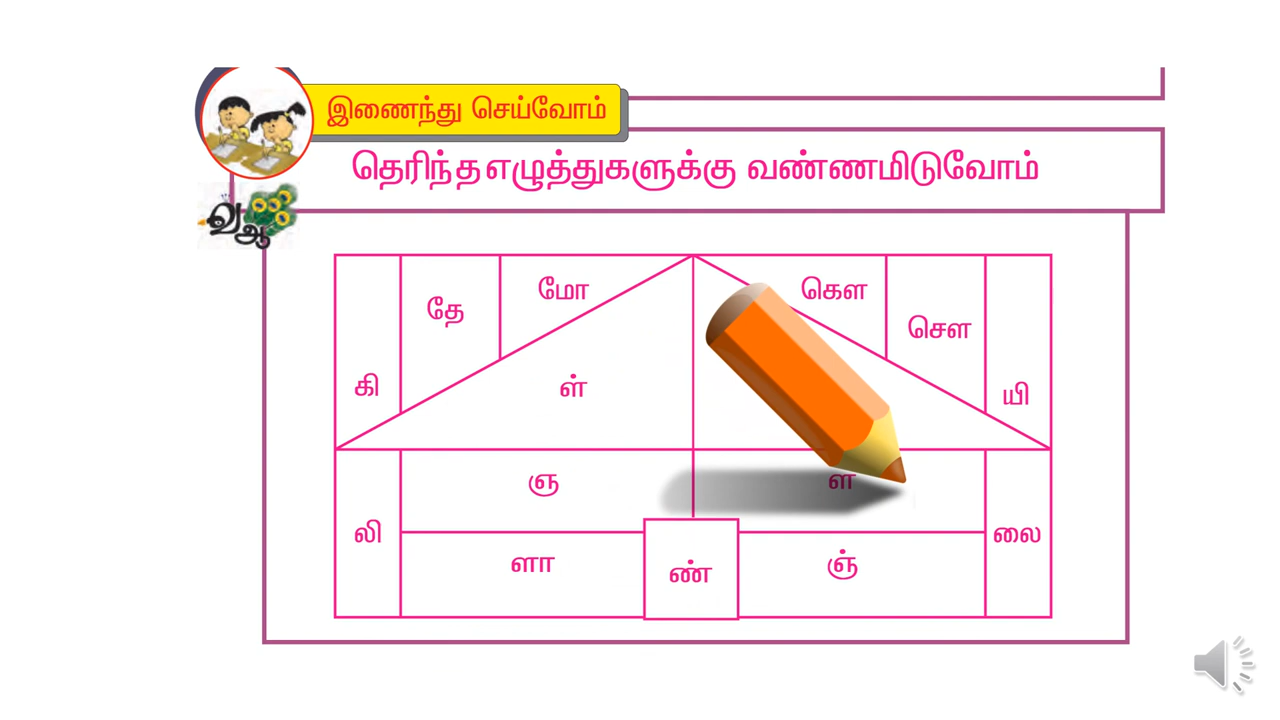 இணைந்து செய்வோம்
தெரிந்த எழுத்துகளுக்கு வண்ணமிடுவோம்
வ ஆ
தே மோ கௌ சௌ
கி ள் யி
ஞ ள
லி லை
ளா ண் ஞ்